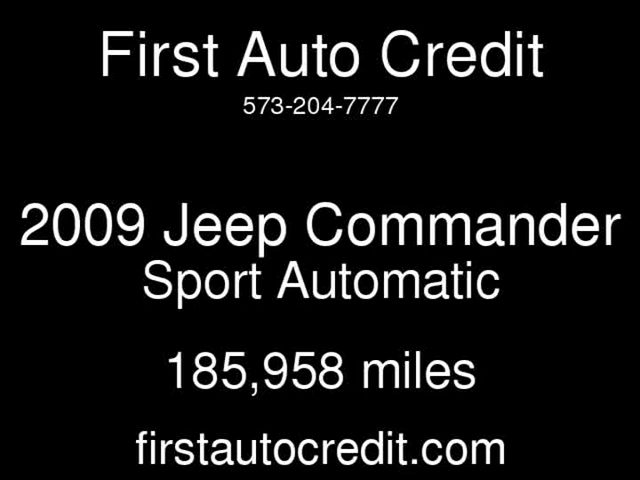 First Auto Credit
573-204-7777
2009 Jeep Commander
Sport Automatic
185,958 miles
firstautocredit.com